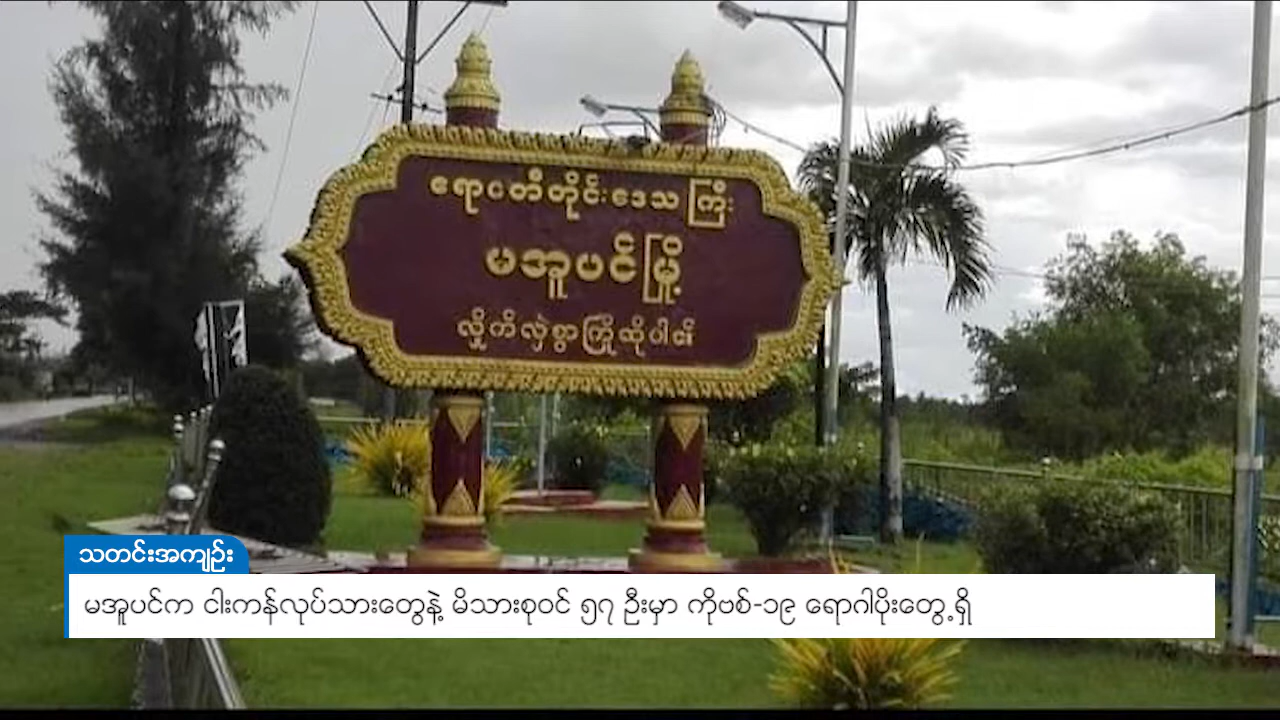 ဧရာဝတီတိုင်းဒေသကြီး
မအူပင်မြို့
လှိုက်လှဲစွာကြိုဆိုပါ၏
သတင်းအကျဉ်း
မအူပင်က ငါးကန်လုပ်သားတွေနဲ့ မိသားစုဝင် ၅၇ ဦးမှာ ကိုဗစ်-၁၉ ရောဂါပိုးတွေ့ရှိ